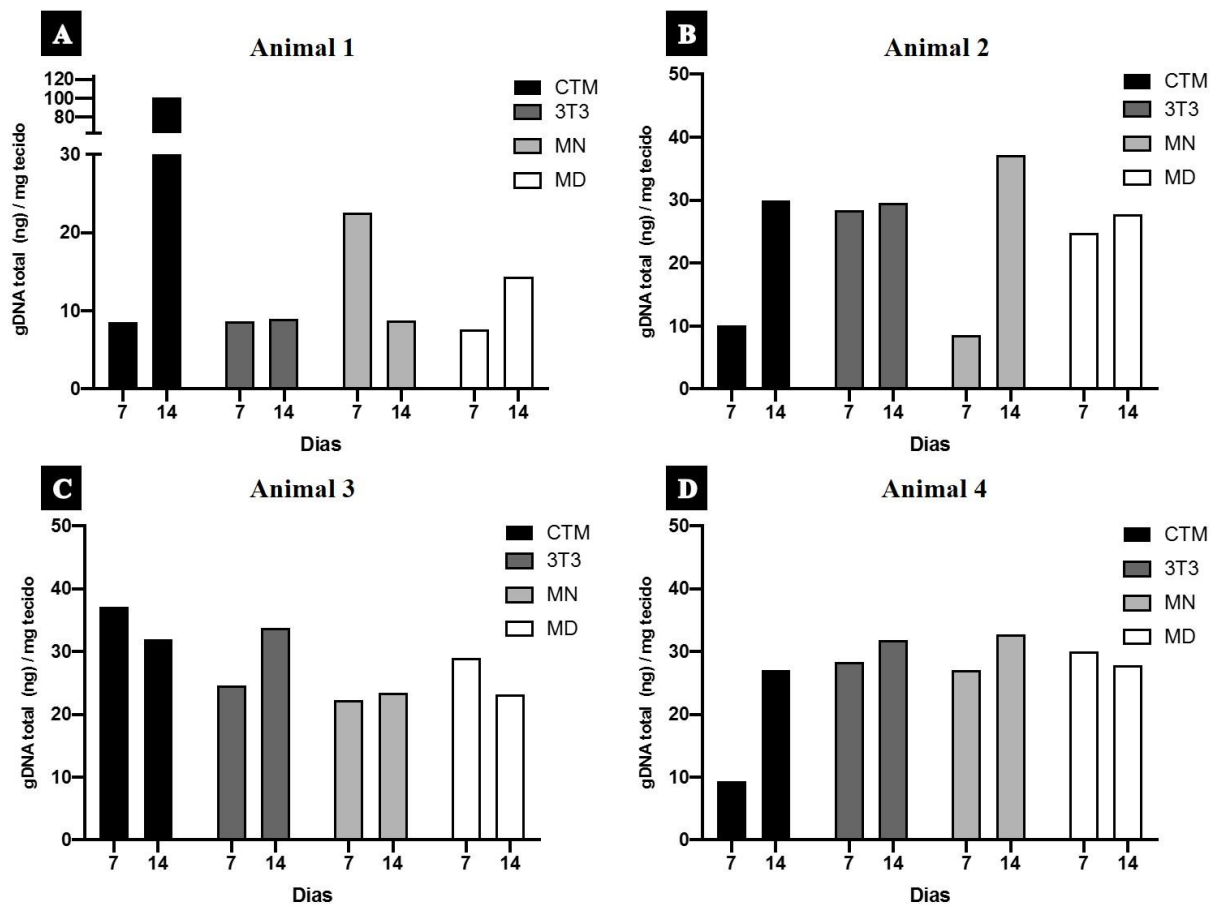 A
Animal 1
120
100
80
30
20
10
0
gDNA total (ng) / mg tecido
CTM
3T3
MN
MD
7 14 7 14 7 14 7 14
Dias
B
Animal 2
50
40
30
20
10
0
gDNA total (ng) / mg tecido
CTM
3T3
MN
MD
7 14 7 14 7 14 7 14
Dias
C
Animal 3
50
40
30
20
10
0
gDNA total (ng) / mg tecido
CTM
3T3
MN
MD
7 14 7 14 7 14 7 14
Dias
D
Animal 4
50
40
30
20
10
0
gDNA total (ng) / mg tecido
CTM
3T3
MN
MD
7 14 7 14 7 14 7 14
Dias